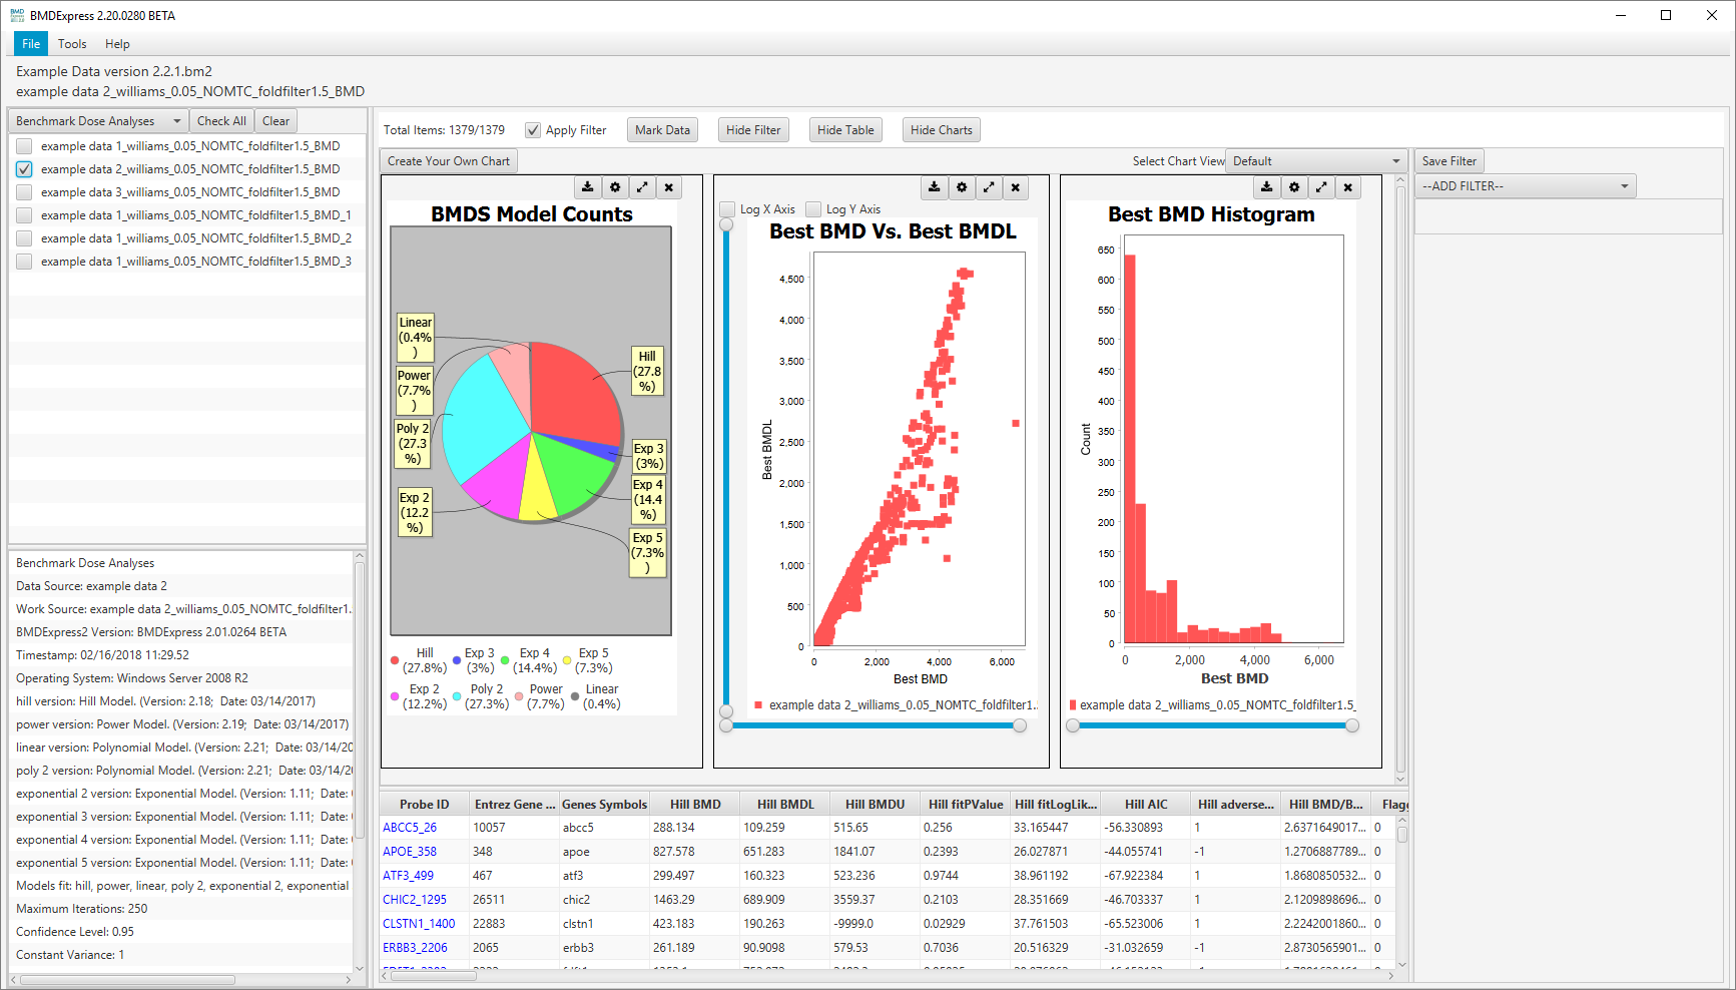 BMDExpress 2.20.0280 BETA
File Tools Help
Example Data version 2.2.1.bm2
example data 2_williams_0.05_NOMTC_foldfilter1.5_BMD
Benchmark Dose Analyses Check All Clear
example data 1_williams_0.05_NOMTC_foldfilter1.5_BMD
example data 2_williams_0.05_NOMTC_foldfilter1.5_BMD
example data 3_williams_0.05_NOMTC_foldfilter1.5_BMD
example data 1_williams_0.05_NOMTC_foldfilter1.5_BMD_1
example data 1_williams_0.05_NOMTC_foldfilter1.5_BMD_2
example data 1_williams_0.05_NOMTC_foldfilter1.5_BMD_3
Benchmark Dose Analyses
Data Source: example data 2
Work Source: example data 2_williams_0.05_NOMTC_foldfilter1.
BMDExpress2 Version: BMDExpress 2.01.0264 BETA
Timestamp: 02/16/2018 11:29.52
Operating System: Windows Server 2008 R2
hill version: Hill Model. (Version: 2.18; Date: 03/14/2017)
power version: Power Model. (Version: 2.19; Date: 03/14/2017)
linear version: Polynomial Model. (Version: 2.21; Date: 03/14/20
poly 2 version: Polynomial Model. (Version: 2.21; Date: 03/14/20
exponential 2 version: Exponential Model. (Version: 1.11; Date:
exponential 3 version: Exponential Model. (Version: 1.11; Date:
exponential 4 version: Exponential Model. (Version: 1.11; Date:
exponential 5 version: Exponential Model. (Version: 1.11; Date:
Models fit: hill, power, linear, poly 2, exponential 2, exponential
Maximum Iterations: 250
Confidence Level: 0.95
Constant Variance: 1
Total Items: 1379/1379 Apply Filter Mark Data Hide Filter Hide Table Hide Charts
Create Your Own Chart Select Chart View Default
Save Filter
--ADD FILTER--
BMDS Model Counts
Linear
(0.4%
)
Power
(7.7%
)
Poly 2
(27.3
%)
Exp 2
(12.2
%)
Hill
(27.8
%)
Exp 3
(3%)
Exp 4
(14.4
%)
Exp 5
(7.3%
)
Hill (27.8%) Exp 3 (3%) Exp 4 (14.4%) Exp 5 (7.3%)
Exp 2 (12.2%) Poly 2 (27.3%) Power (7.7%) Linear (0.4%)
Log X Axis Log Y Axis
Best BMD Vs. Best BMDL
4,500
4,000
3,500
3,000
2,500
2,000
1,500
1,000
500
0
Best BMDL
0 2,000 4,000 6,000
Best BMD
example data 2_williams_0.05_NOMTC_foldfilter1.
Best BMD Histogram
650
600
550
500
450
400
350
300
250
200
150
100
50
0
Count
0 2,000 4,000 6,000
Best BMD
example data 2_williams_0.05_NOMTC_foldfilter1.5_
Probe ID Entrez Gene ... Genes Symbols Hill BMD Hill BMDL Hill BMDU Hill fitPValue Hill fitLogLik... Hill AIC Hill adverse... Hill BMD/B... Flag
ABCC5_26 10057 abcc5 288.134 109.259 515.65 0.256 33.165447 -56.330893 1 2.6371649017... 0
APOE_358 348 apoe 827.578 651.283 1841.07 0.2393 26.027871 -44.055741 -1 1.2706887789... 0
ATF3_499 467 atf3 299.497 160.323 523.236 0.9744 38.961192 -67.922384 1 1.8680850532... 0
CHIC2_1295 26511 chic2 1463.29 689.909 3559.37 0.2103 28.351669 -46.703337 1 2.1209898696... 0
CLSTN1_1400 22883 clstn1 423.183 190.263 -9999.0 0.02929 37.761503 -65.523006 1 2.2242001860... 0
ERBB3_2206 2065 erbb3 261.189 90.9098 579.53 0.7036 20.516329 -31.032659 -1 2.8730565901... 0